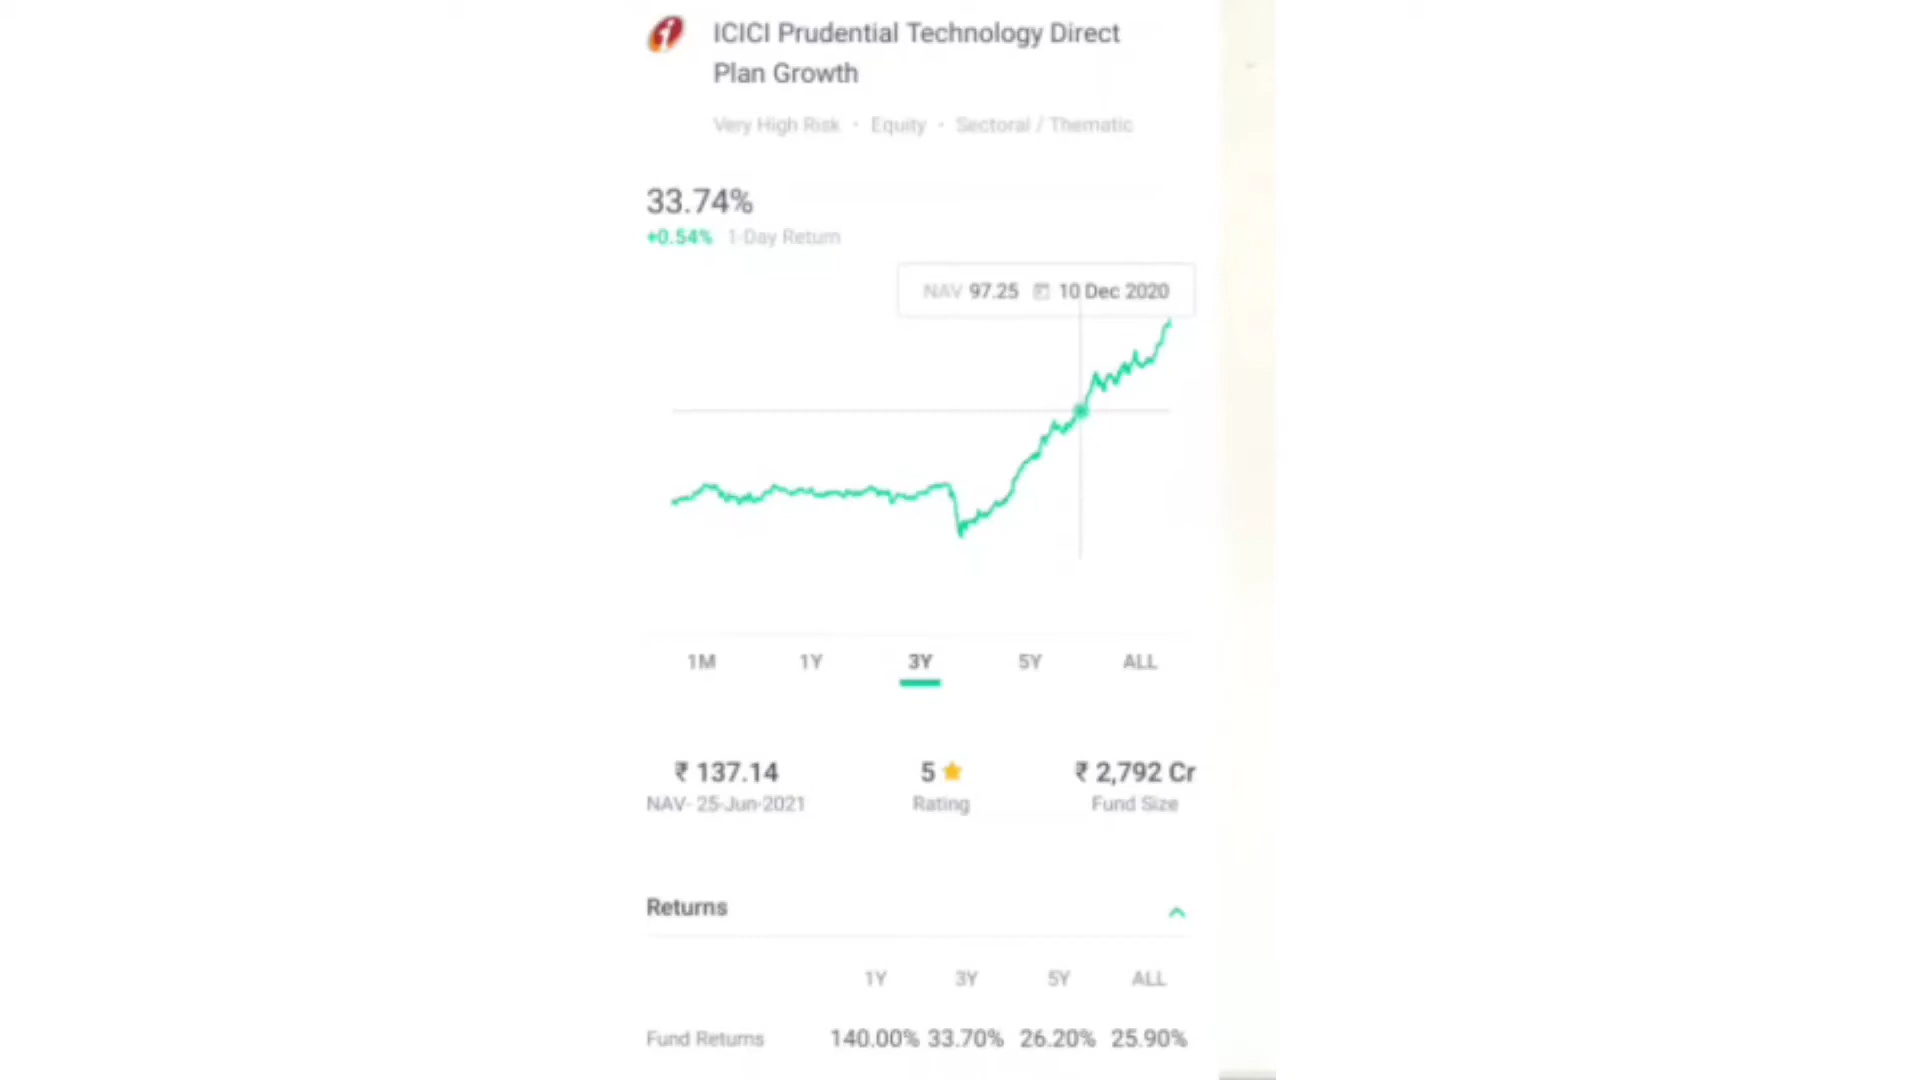 ICICI Prudential Technology Direct
Plan Growth
Very High Risk • Equity • Sectoral / Thematic
33.74%
+0.54% 1-Day Return
NAV 97.25 10 Dec 2020
1M 1Y 3Y 5Y ALL
₹ 137.14 5 ₹ 2,792 Cr
NAV- 25-Jun-2021 Rating Fund Size
Returns
1Y 3Y 5Y ALL
Fund Returns 140.00% 33.70% 26.20% 25.90%